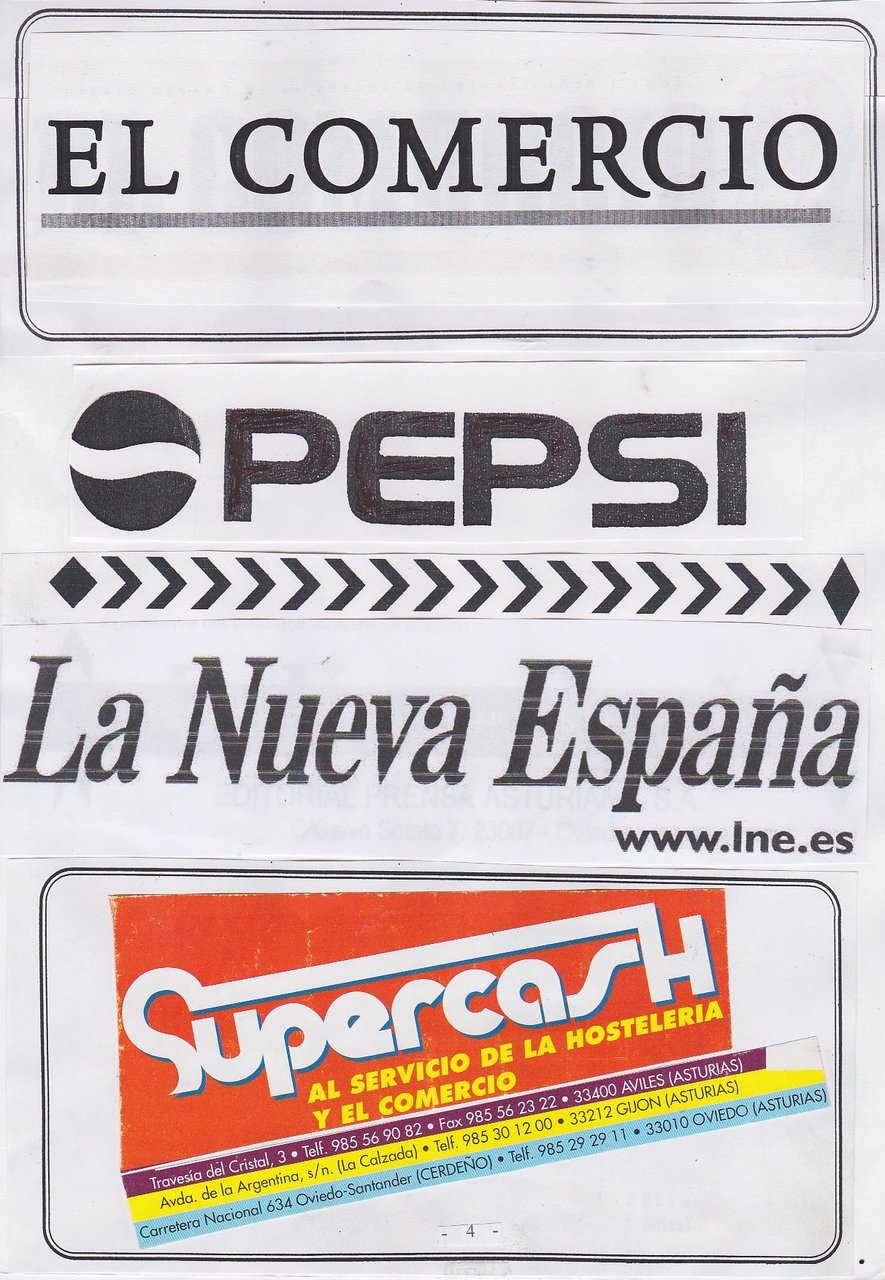 EL COMERCIO
PEPSI
La Nueva España
EDITORIAL PRENSA ASTURIANA S.A.
www.lne.es
Supercash
AL SERVICIO DE LA HOSTELERIA
Y EL COMERCIO
Travesía del Cristal, 3 • Telf. 985 56 90 82 • Fax 985 56 23 22 • 33400 AVILES (ASTURIAS)
Avda. de la Argentina, s/n. (La Calzada) • Telf. 985 30 12 00 • 33212 GIJON (ASTURIAS)
Carretera Nacional 634 Oviedo-Santander (CERDEÑO) • Telf. 985 29 29 11 • 33010 OVIEDO (ASTURIAS)
- 4 -